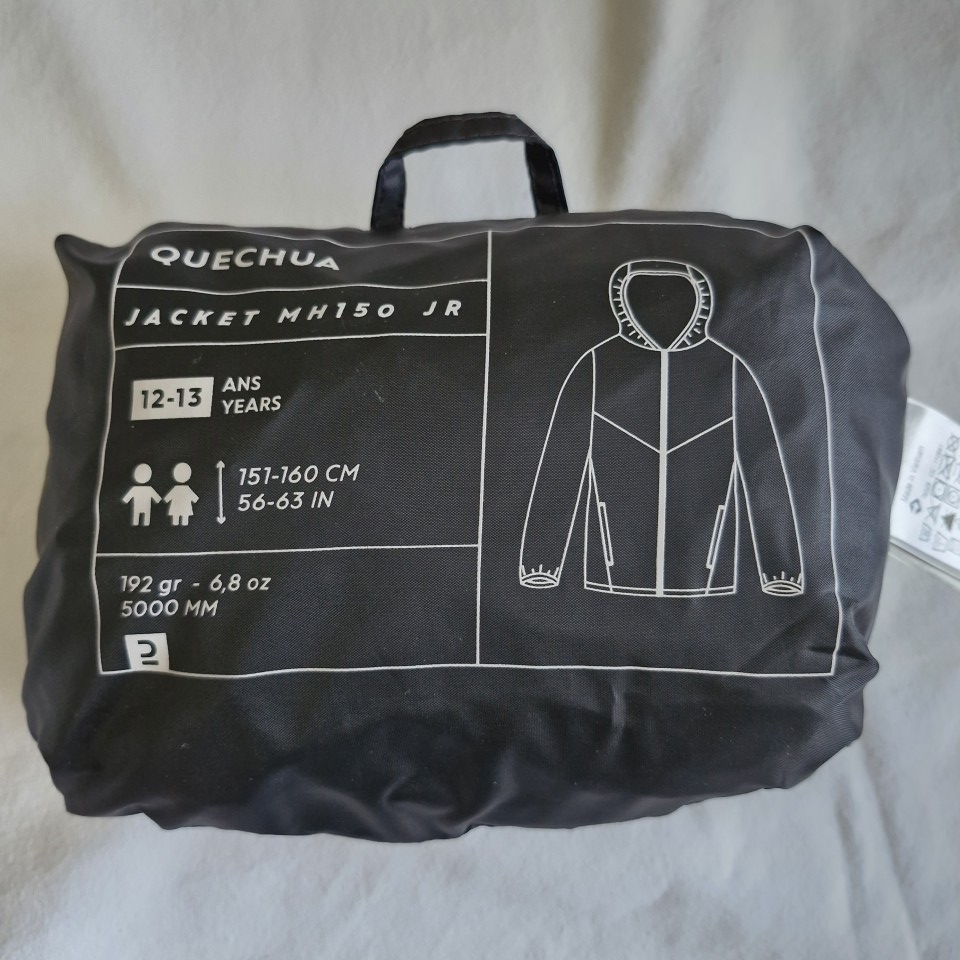 QUECHUA
JACKET MH150 JR
12-13 ANS
YEARS
151-160 CM
56-63 IN
192 gr - 6,8 oz
5000 MM